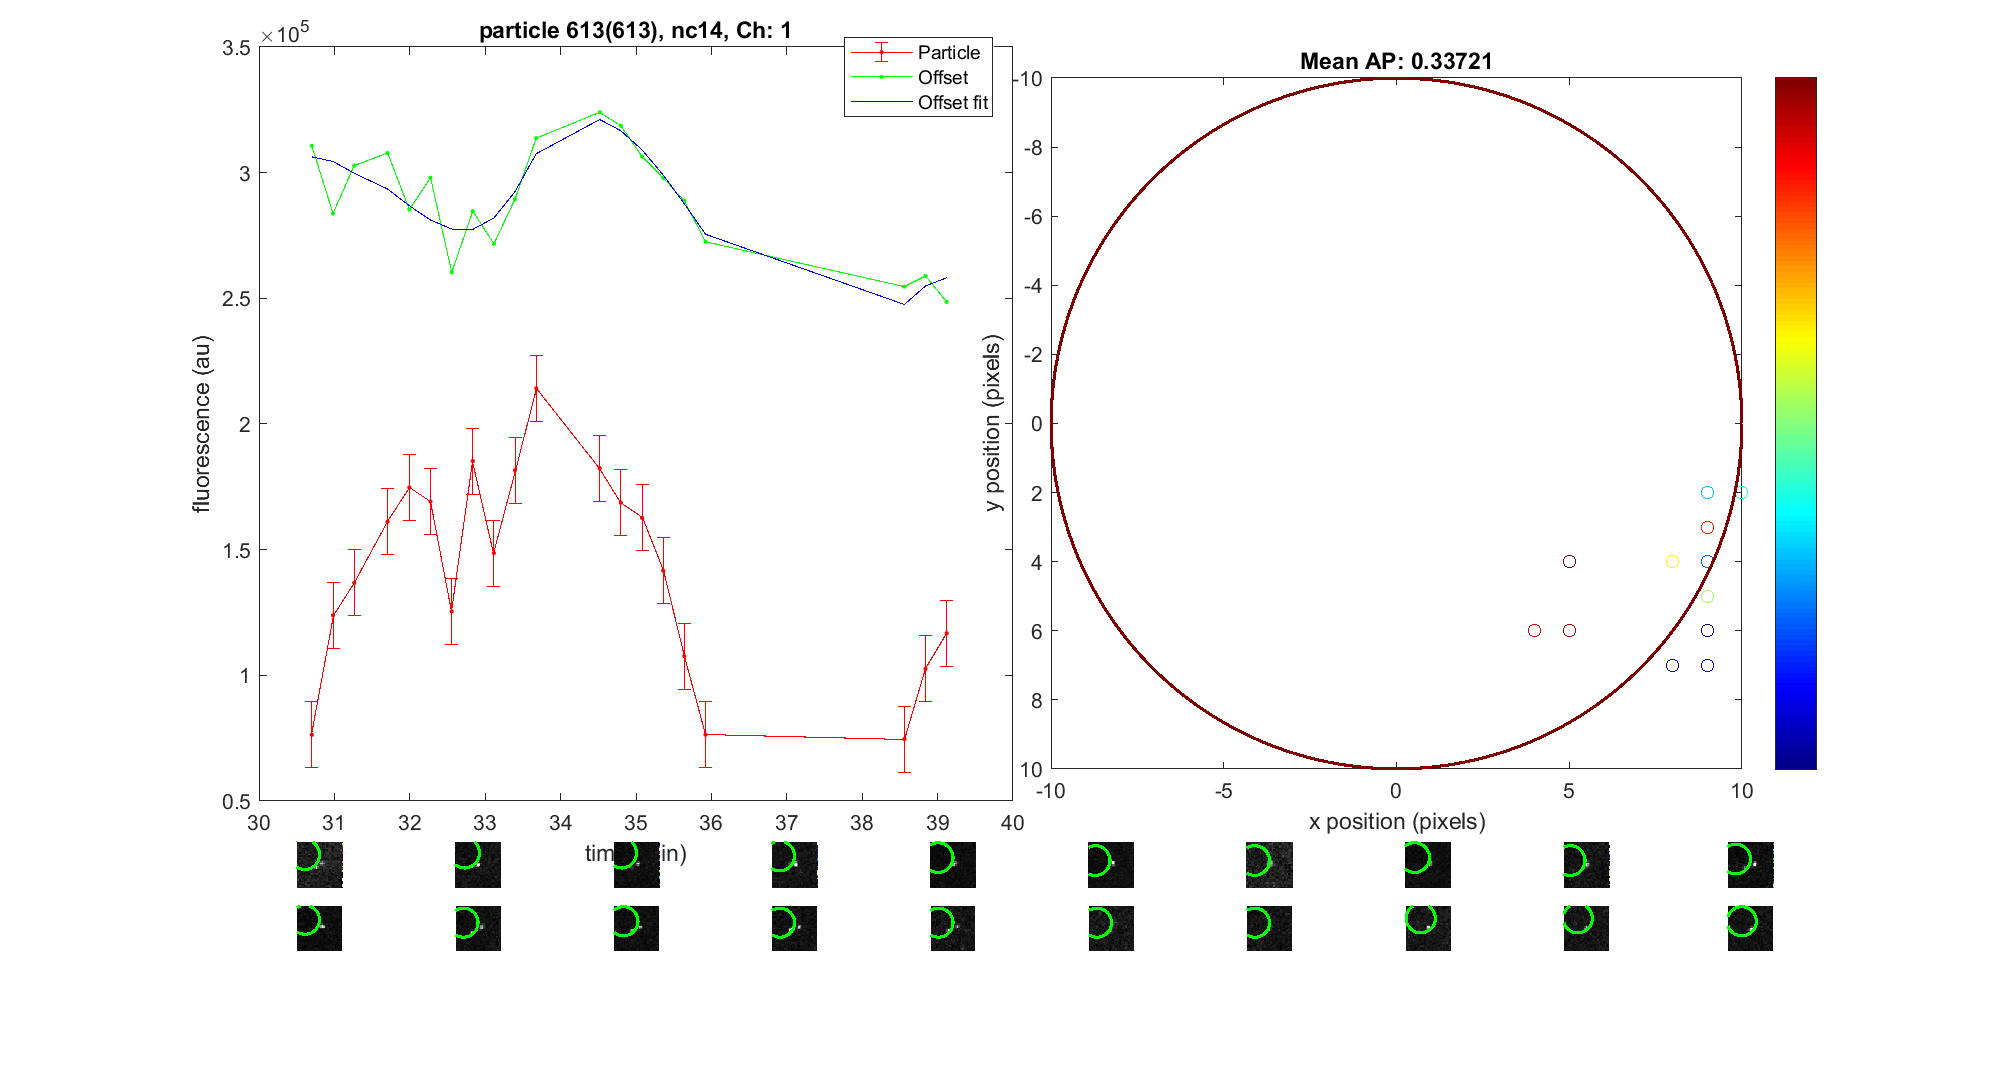 particle 613(613), nc14, Ch: 1
×10^5
Particle
Offset
Offset fit
3.5
3
2.5
2
1.5
1
0.5
fluorescence (au)
30 31 32 33 34 35 36 37 38 39 40
Mean AP: 0.33721
-10
-8
-6
-4
-2
0
2
4
6
8
10
y position (pixels)
-10 -5 0 5 10
x position (pixels)